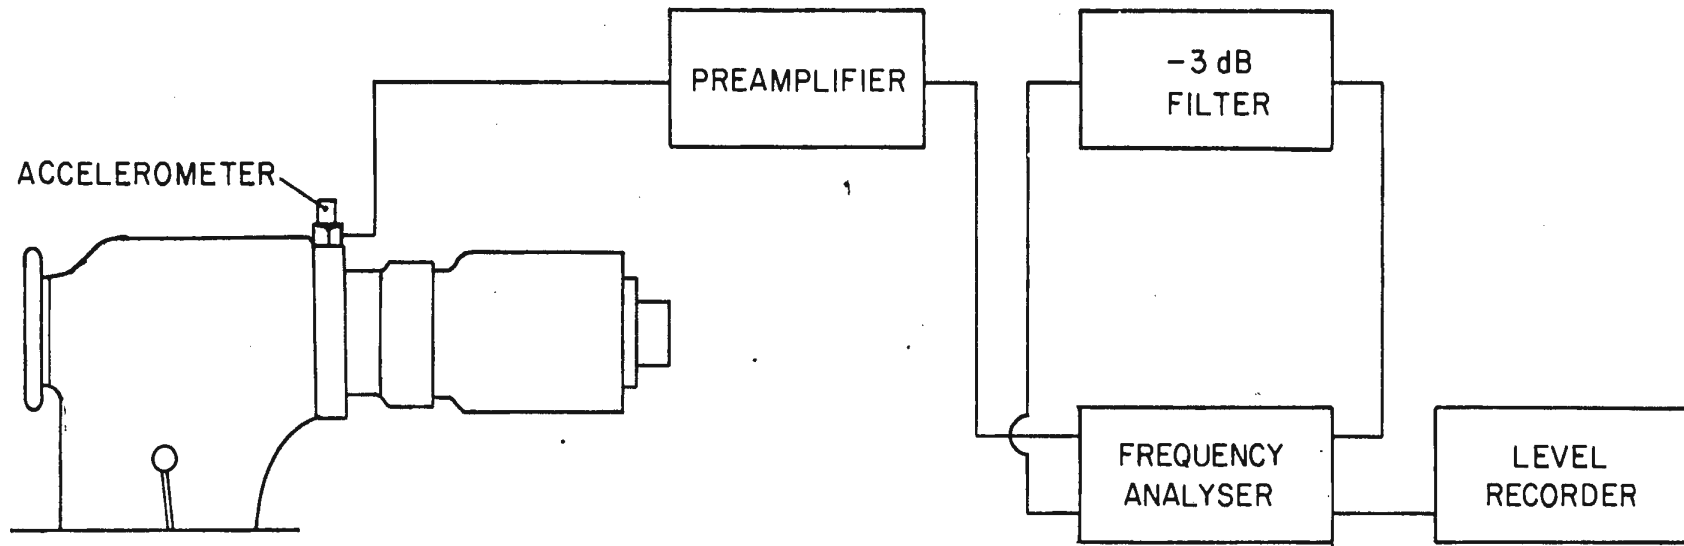 PREAMPLIFIER
-3 dB
FILTER
ACCELEROMETER
FREQUENCY
ANALYSER
LEVEL
RECORDER